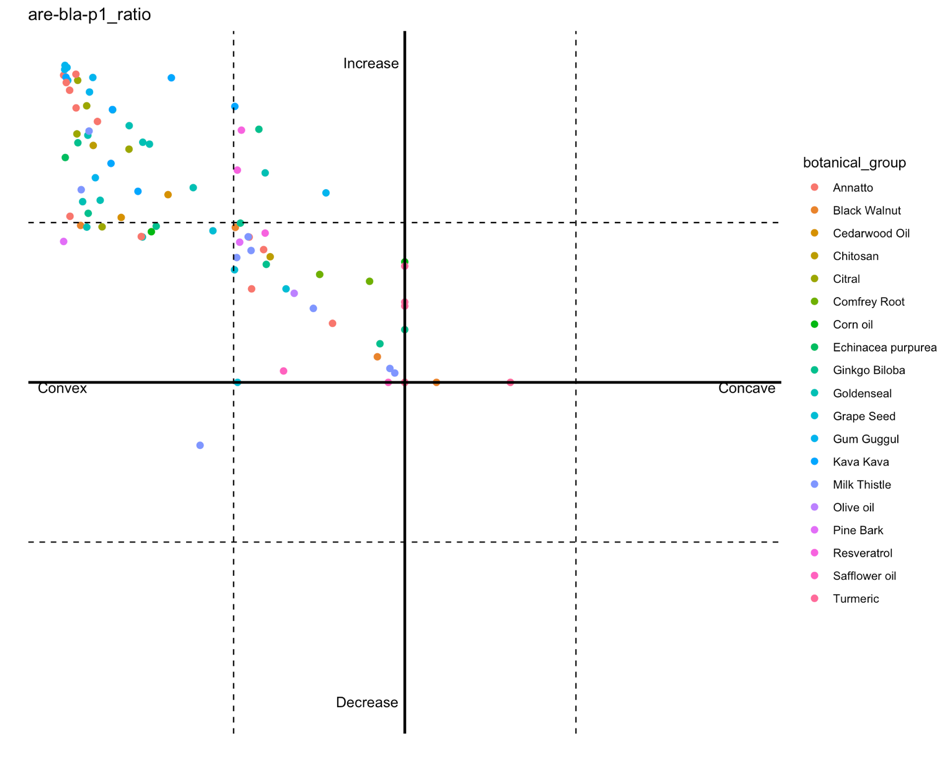 are-bla-p1_ratio
Increase
Convex
Concave
Decrease
botanical_group
Annatto
Black Walnut
Cedarwood Oil
Chitosan
Citral
Comfrey Root
Corn oil
Echinacea purpurea
Ginkgo Biloba
Goldenseal
Grape Seed
Gum Guggul
Kava Kava
Milk Thistle
Olive oil
Pine Bark
Resveratrol
Safflower oil
Turmeric